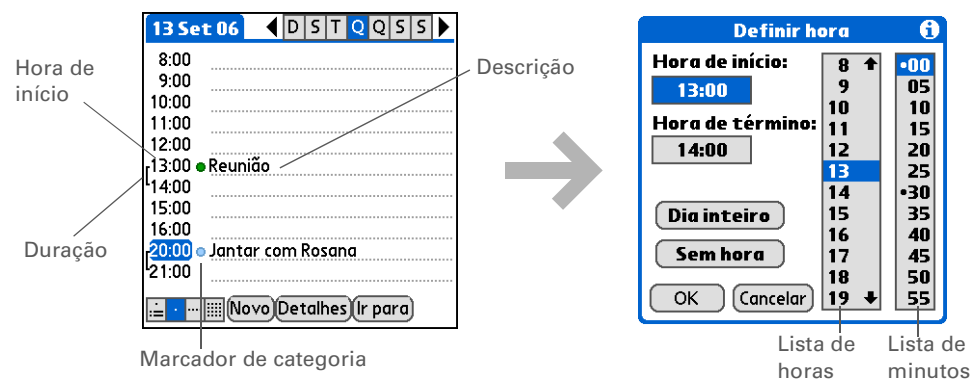 13 Set 06 D S T Q Q S S
8:00
9:00
10:00
11:00
12:00
13:00 Reunião
14:00
15:00
16:00
20:00 Jantar com Rosana
21:00
Novo Detalhes Ir para
Hora de
início
Duração
Descrição
Marcador de categoria
Definir hora
Hora de início:
13:00
Hora de término:
14:00
Dia inteiro
Sem hora
OK Cancelar
8
9
10
11
12
13
14
15
16
17
18
19
•00
05
10
15
20
25
•30
35
40
45
50
55
Lista de
horas
Lista de
minutos